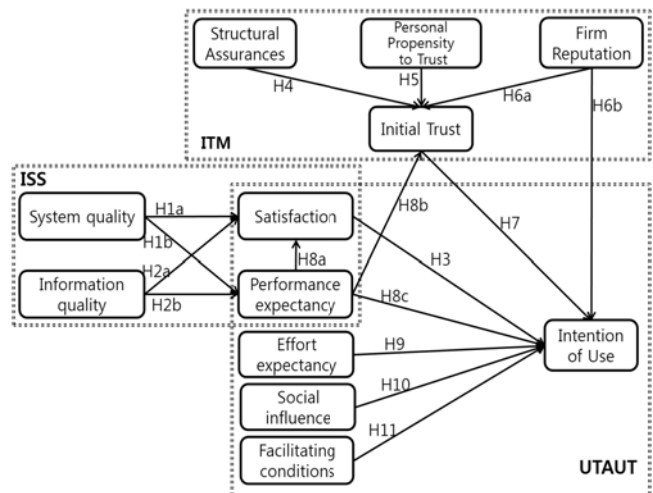 Structural
Assurances
Personal
Propensity
to Trust
Firm
Reputation
H4
H5
H6a
H6b
Initial Trust
ITM
ISS
System quality
H1a
Satisfaction
H8b
H7
H1b
H3
H2a
H8a
Information
quality
H2b
Performance
expectancy
H8c
Intention
of Use
Effort
expectancy
H9
Social
influence
H10
Facilitating
conditions
H11
UTAUT